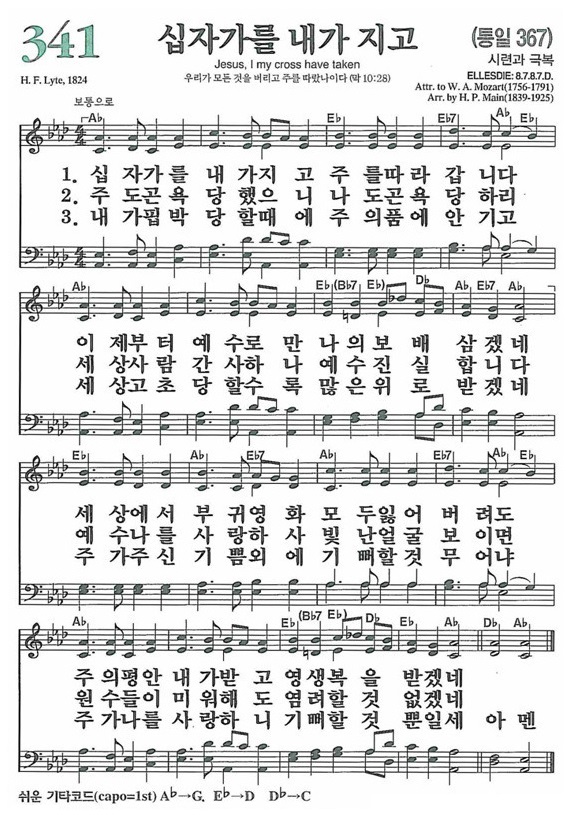 341
십자가를 내가 지고
(통일 367)
Jesus, I my cross have taken
시련과 극복
H. F. Lyte, 1824
우리가 모든 것을 버리고 주를 따랐나이다 (막 10:28)
ELLESDIE: 8.7.8.7.D.
Attr. to W. A. Mozart(1756-1791)
Arr. by H. P. Main(1839-1925)
보통으로
A♭ E♭ E♭7 A♭ E♭
1. 십 자가 를 내 가지 고 주 를따 라 갑 니다
2. 주 도곤 욕 당 했으 니 나 도곤 욕 당 하리
3. 내 가핍 박 당 할때 에 주 의품 에 안 기고
A♭ E♭(B♭7 E♭) D♭ A♭ E♭7 A♭
이 제부 터 예 수로 만 나 의보 배 삼 겠네
세 상사 람 간 사하 나 예 수진 실 합 니다
세 상고 초 당 할수 록 많 은위 로 받 겠네
E♭7 A♭ E♭7 A♭
세 상에 서 부 귀영 화 모 두잃 어 버 려도
예 수나 를 사 랑하 사 빛 난얼 굴 보 이면
주 가주 신 기 쁨외 에 기 뻐할 것 무 어냐
A♭ E♭ (B♭7 E♭) D♭ E♭ A♭ D♭ A♭
주 의평 안 내 가받 고 영 생복 을 받 겠네
원 수들 이 미 워해 도 염 려할 것 없 겠네
주 가나 를 사 랑하 니 기 뻐할 것 뿐 일세 아 멘
쉬운 기타코드(capo=1st) A♭→G. E♭→D D♭→C